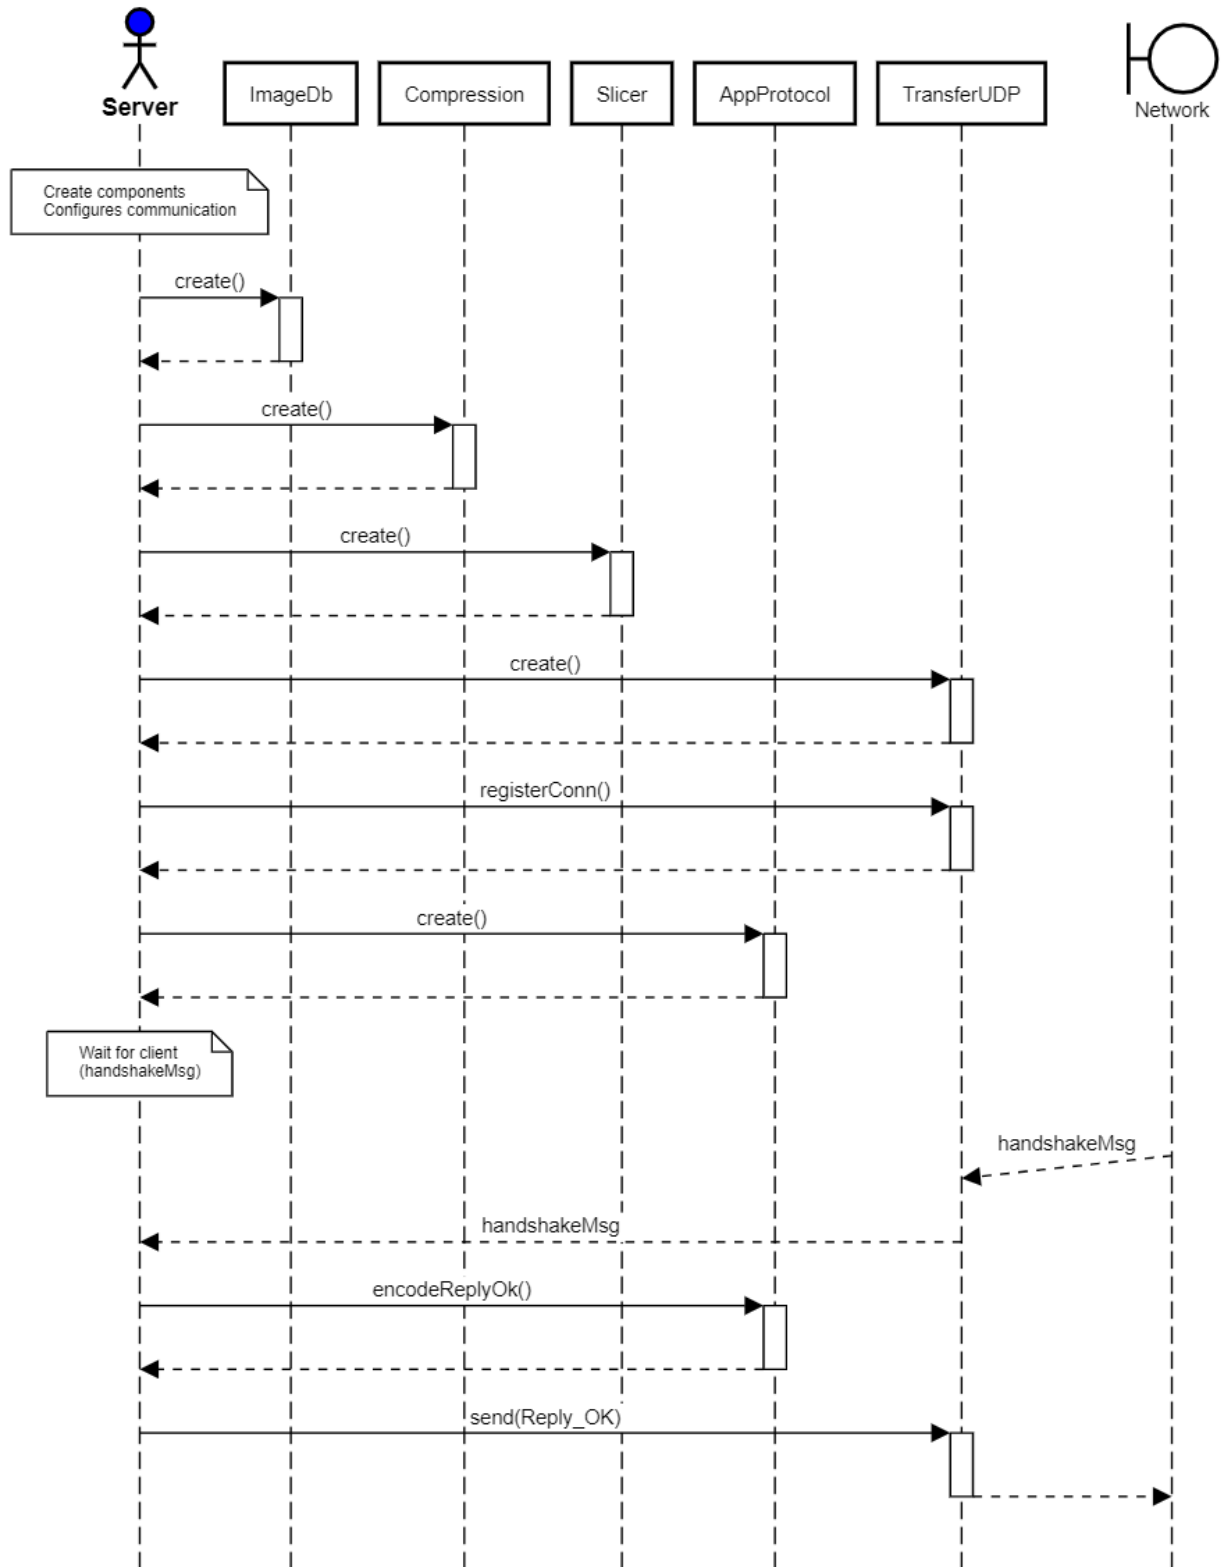 Server
ImageDb
Compression
Slicer
AppProtocol
TransferUDP
Network
Create components
Configures communication
create()
create()
create()
create()
registerConn()
create()
Wait for client
(handshakeMsg)
handshakeMsg
handshakeMsg
encodeReplyOk()
send(Reply_OK)